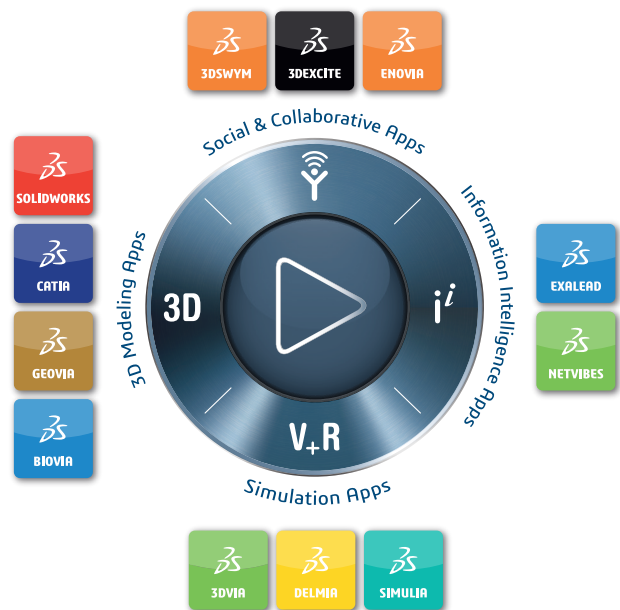 3DSWYM
3DEXCITE
ENOVIA
Social & Collaborative Apps
SOLIDWORKS
CATIA
GEOVIA
BIOVIA
3D Modeling Apps
3D
i i
Information Intelligence Apps
EXALEAD
NETVIBES
V+R
Simulation Apps
3DVIA
DELMIA
SIMULIA